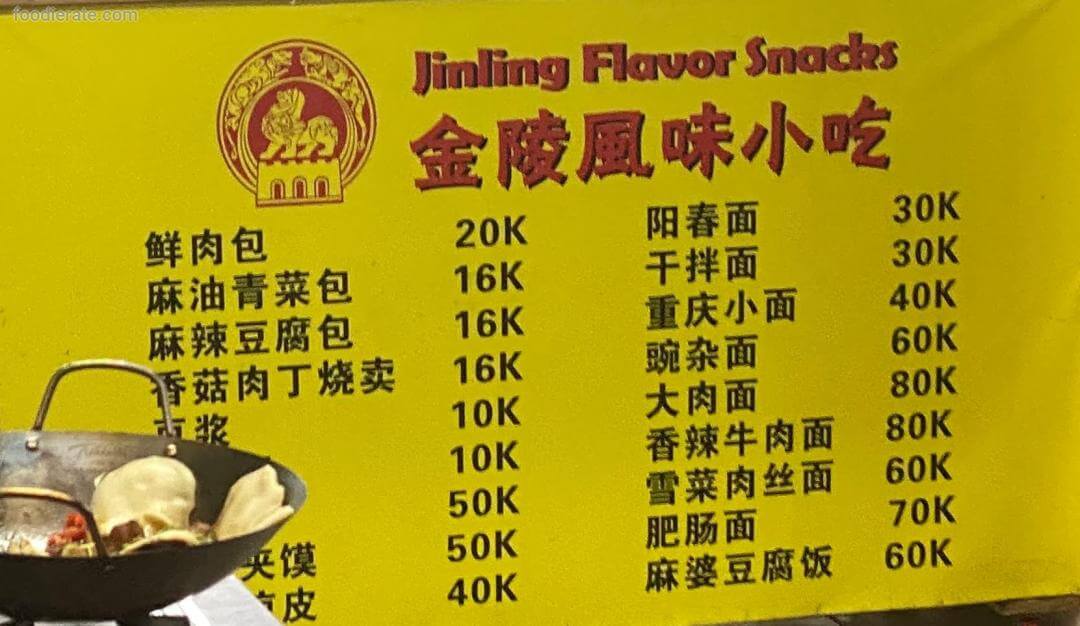 foodierate.com
Jinling Flavor Snacks
金陵風味小吃
鲜肉包 20K
麻油青菜包 16K
麻辣豆腐包 16K
香菇肉丁烧卖 16K
浆 10K
10K
50K
夹馍 50K
皮 40K
阳春面 30K
干拌面 30K
重庆小面 40K
豌杂面 60K
大肉面 80K
香辣牛肉面 80K
雪菜肉丝面 60K
肥肠面 70K
麻婆豆腐饭 60K